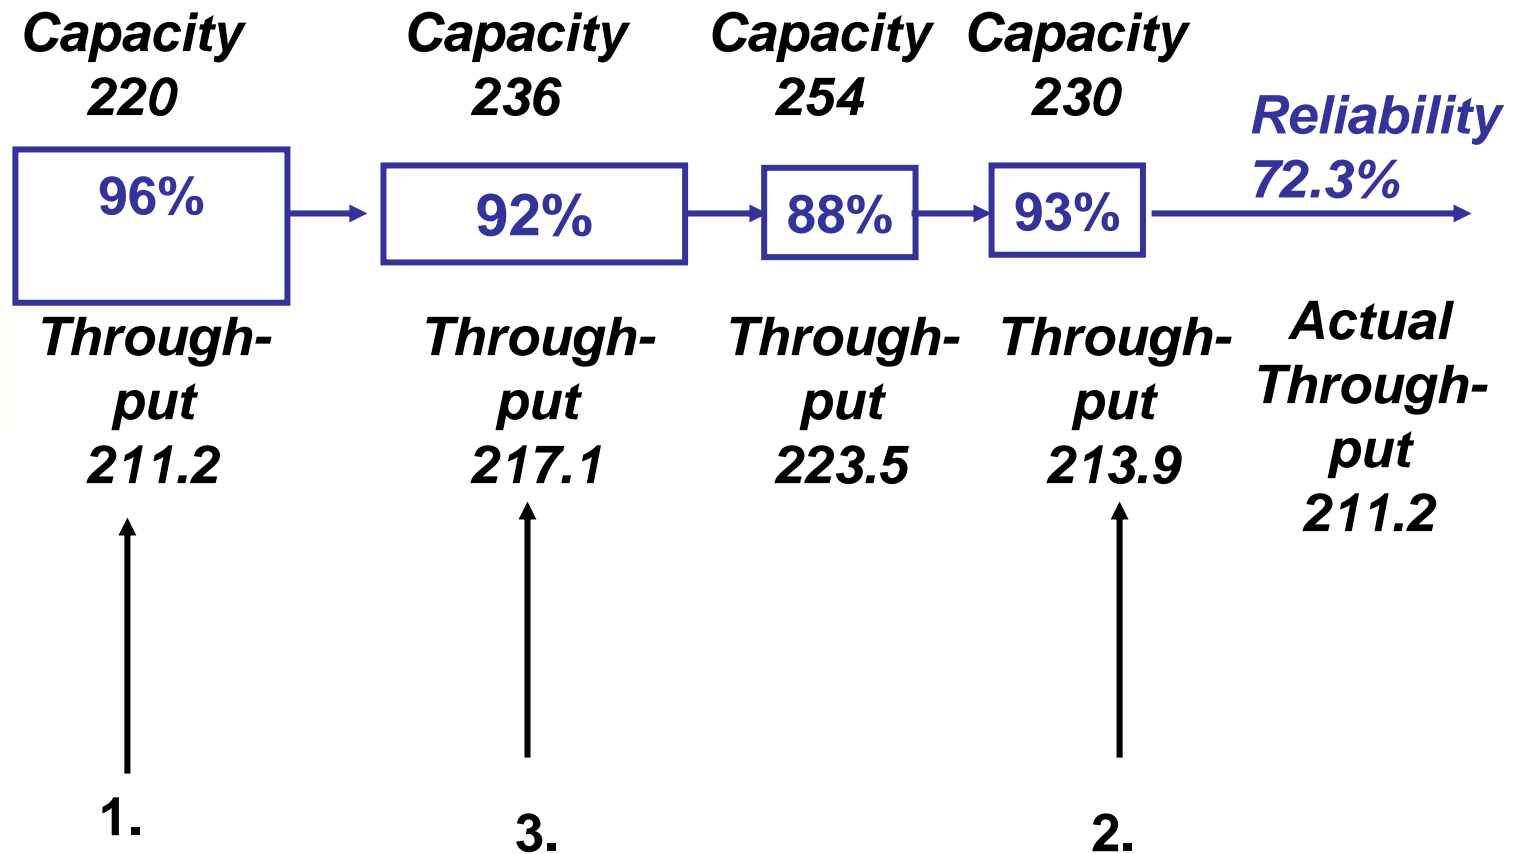 Capacity
220
Capacity
236
Capacity
254
Capacity
230
Reliability
72.3%
96%
92%
88%
93%
Through-
put
211.2
Through-
put
217.1
Through-
put
223.5
Through-
put
213.9
Actual
Through-
put
211.2
1.
3.
2.